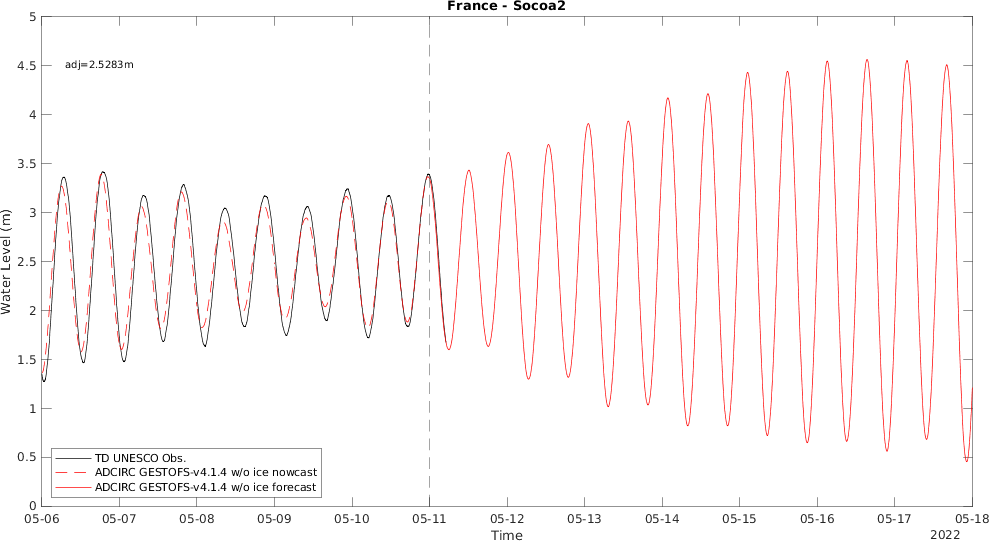 France - Socoa2
adj=2.5283m
Water Level (m)
5
4.5
4
3.5
3
2.5
2
1.5
1
0.5
0
TD UNESCO Obs.
ADCIRC GESTOFS-v4.1.4 w/o ice nowcast
ADCIRC GESTOFS-v4.1.4 w/o ice forecast
05-06 05-07 05-08 05-09 05-10 05-11 05-12 05-13 05-14 05-15 05-16 05-17 05-18
Time
2022